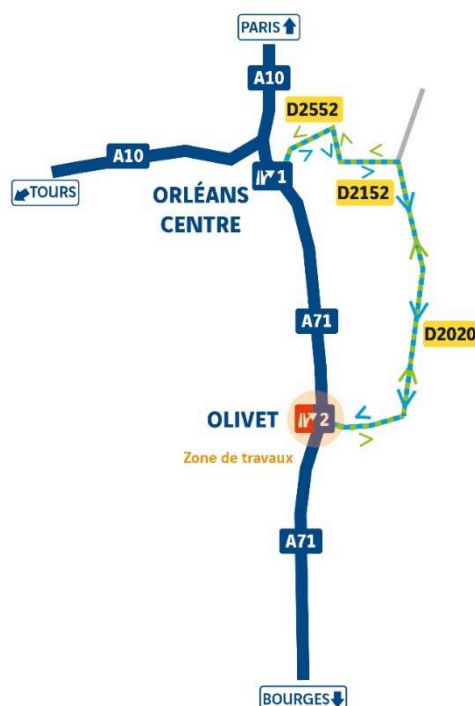 PARIS
A10
D2552
A10
TOURS
1
D2152
ORLÉANS
CENTRE
A71
D2020
OLIVET
2
Zone de travaux
A71
BOURGES